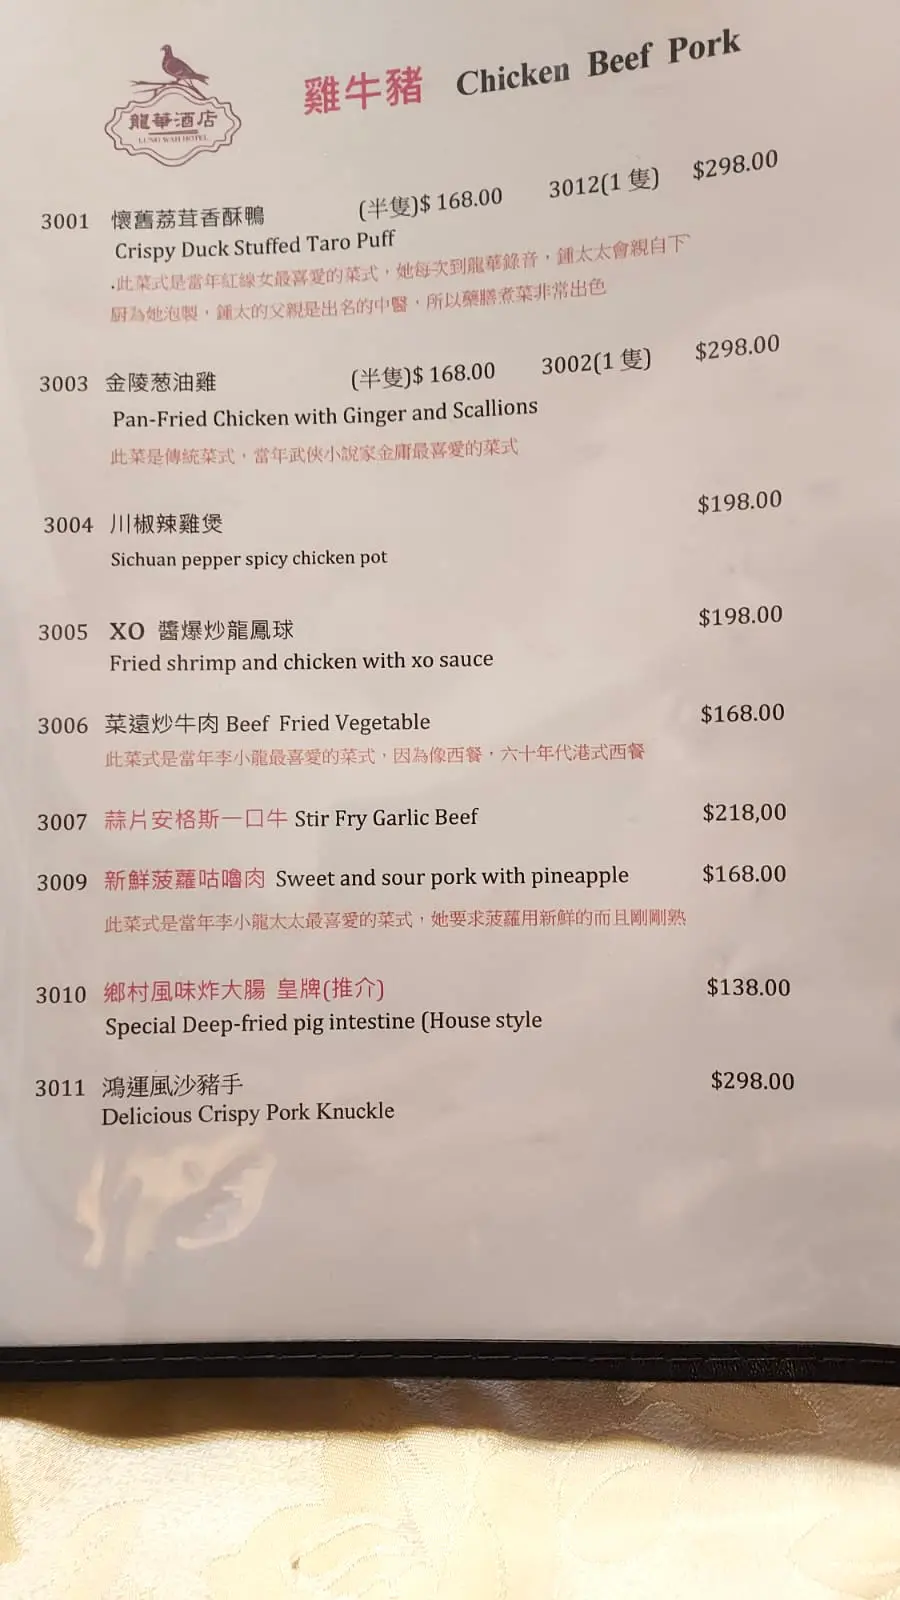 龍華酒店
LUNG WAH HOTEL
雞牛豬 Chicken Beef Pork
3001 懷舊荔茸香酥鴨 (半隻)$ 168.00 3012(1 隻) $298.00
Crispy Duck Stuffed Taro Puff
.此菜式是當年紅線女最喜愛的菜式，她每次到龍華錄音，鍾太太會親自下
厨為她泡製，鍾太的父親是出名的中醫，所以藥膳煮菜非常出色
3003 金陵葱油雞 (半隻)$ 168.00 3002(1 隻) $298.00
Pan-Fried Chicken with Ginger and Scallions
此菜是傳統菜式，當年武俠小說家金庸最喜愛的菜式
3004 川椒辣雞煲 $198.00
Sichuan pepper spicy chicken pot
3005 XO 醬爆炒龍鳳球 $198.00
Fried shrimp and chicken with xo sauce
3006 菜遠炒牛肉 Beef Fried Vegetable $168.00
此菜式是當年李小龍最喜愛的菜式，因為像西餐，六十年代港式西餐
3007 蒜片安格斯一口牛 Stir Fry Garlic Beef $218,00
3009 新鮮菠蘿咕嚕肉 Sweet and sour pork with pineapple $168.00
此菜式是當年李小龍太太最喜愛的菜式，她要求菠蘿用新鮮的而且剛剛熟
3010 鄉村風味炸大腸 皇牌(推介) $138.00
Special Deep-fried pig intestine (House style
3011 鴻運風沙豬手 $298.00
Delicious Crispy Pork Knuckle